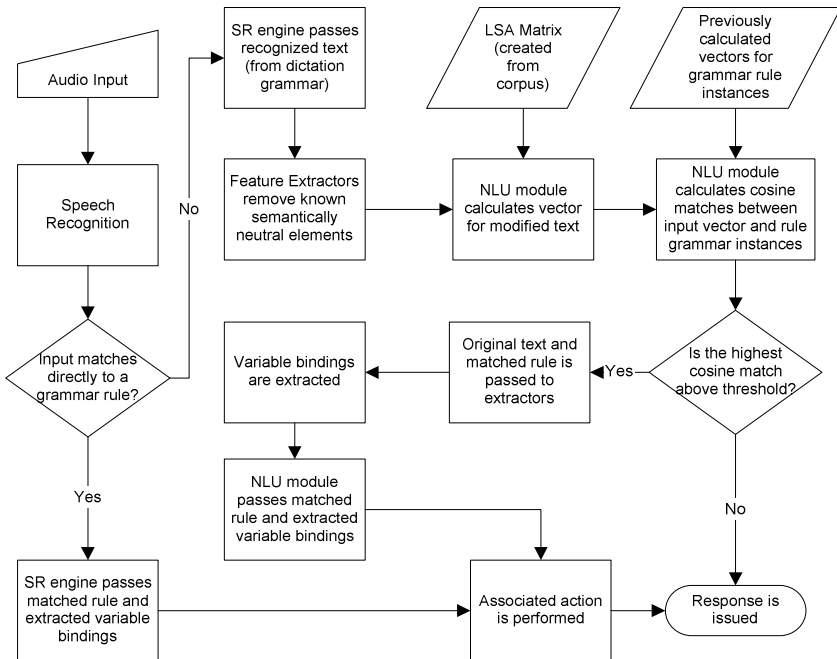 Audio Input
Speech
Recognition
Input matches
directly to a
grammar rule?
No
Yes
SR engine passes
matched rule and
extracted variable
bindings
SR engine passes
recognized text
(from dictation
grammar)
Feature Extractors
remove known
semantically
neutral elements
LSA Matrix
(created
from
corpus)
NLU module
calculates vector
for modified text
Previously
calculated
vectors for
grammar rule
instances
NLU module
calculates cosine
matches between
input vector and rule
grammar instances
Is the highest
cosine match
above threshold?
Yes
No
Original text and
matched rule is
passed to
extractors
Variable bindings
are extracted
NLU module
passes matched
rule and extracted
variable bindings
Associated action
is performed
Response is
issued